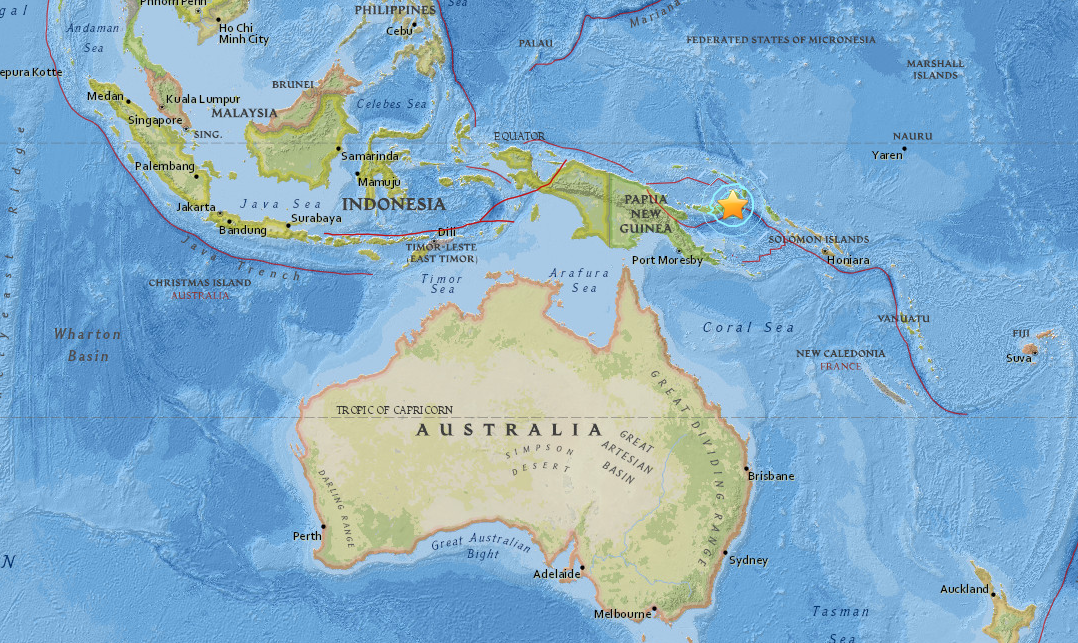 Phnom Penh
PHILIPPINES
Sea
gal
Andaman
Sea
Ho Chi
Minh City
Cebu
Mariana
PALAU
FEDERATED STATES OF MICRONESIA
MARSHALL
ISLANDS
epura Kotte
BRUNEI
Medan
Kuala Lumpur
MALAYSIA
Celebes Sea
Singapore
SING.
EQUATOR
NAURU
Yaren
Samarinda
Palembang
Mamuju
Jakarta
Java Sea
INDONESIA
PAPUA
NEW
GUINEA
Surabaya
Bandung
Dili
SOLOMON ISLANDS
Java Trench
TIMOR-LESTE
(EAST TIMOR)
Port Moresby
Honiara
CHRISTMAS ISLAND
AUSTRALIA
Timor
Sea
Arafura
Sea
VANUATU
Wharton
Basin
Coral Sea
FIJI
Suva
NEW CALEDONIA
FRANCE
TROPIC OF CAPRICORN
AUSTRALIA
GREAT DIVIDING RANGE
GREAT
ARTESIAN
BASIN
SIMPSON
DESERT
DARLING RANGE
Brisbane
Perth
Great Australian
Bight
Sydney
N
Adelaide
Auckland
Melbourne
Tasman
Sea